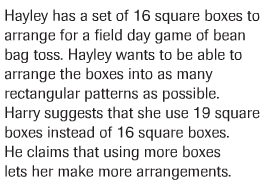 Hayley has a set of 16 square boxes to
arrange for a field day game of bean
bag toss. Hayley wants to be able to
arrange the boxes into as many
rectangular patterns as possible.
Harry suggests that she use 19 square
boxes instead of 16 square boxes.
He claims that using more boxes
lets her make more arrangements.